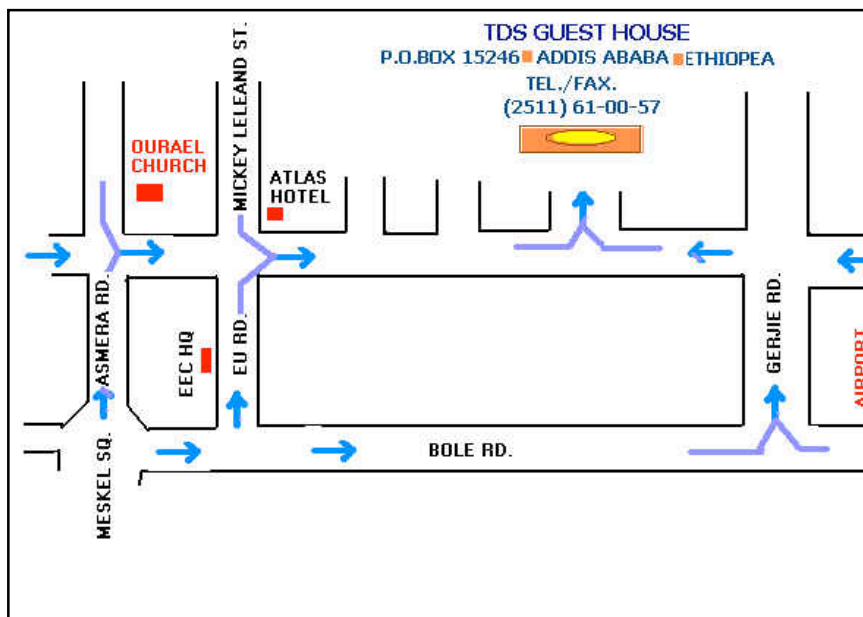 TDS GUEST HOUSE
P.O.BOX 15246 ADDIS ABABA ETHIOPEA
TEL./FAX.
(2511) 61-00-57
MICKEY LELEAND ST.
OURAEL
CHURCH
ATLAS
HOTEL
ASMERA RD.
EEC HQ
EU RD.
GERJIE RD.
AIRPORT
MESKEL SQ.
BOLE RD.